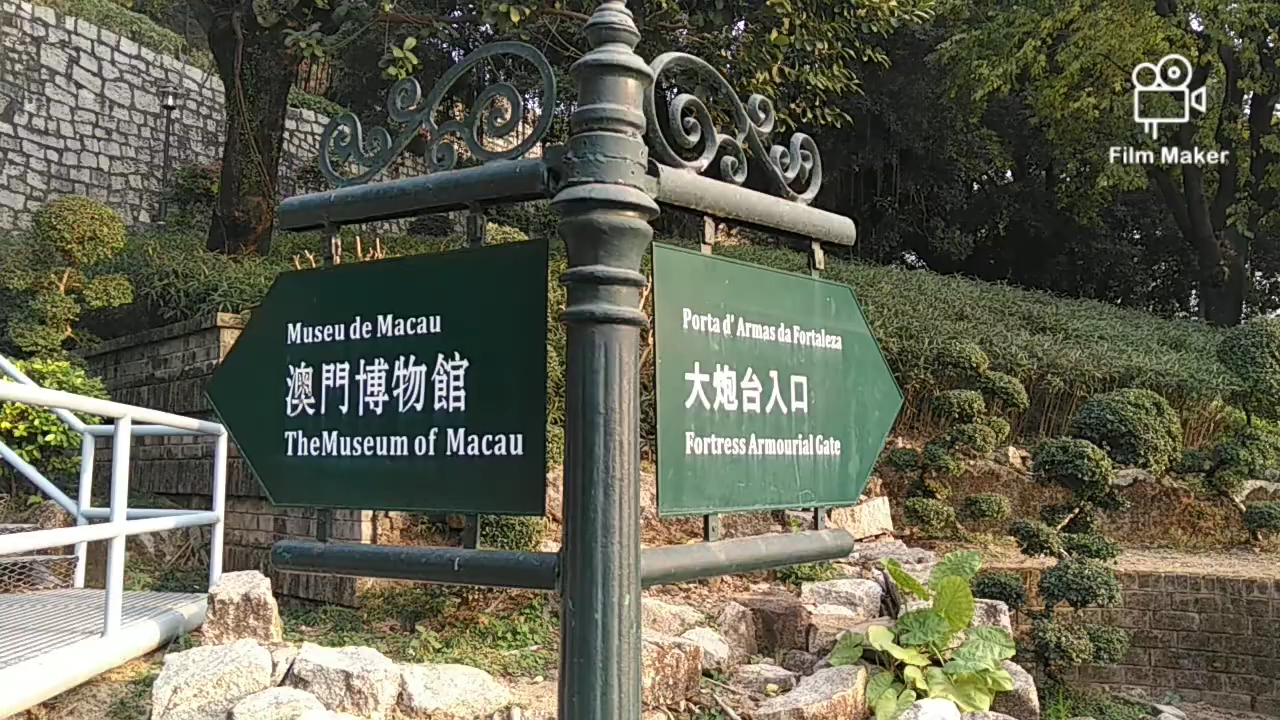 Film Maker
Museu de Macau
澳門博物館
TheMuseum of Macau
Porta d' Armas da Fortaleza
大炮台入口
Fortress Armourial Gate